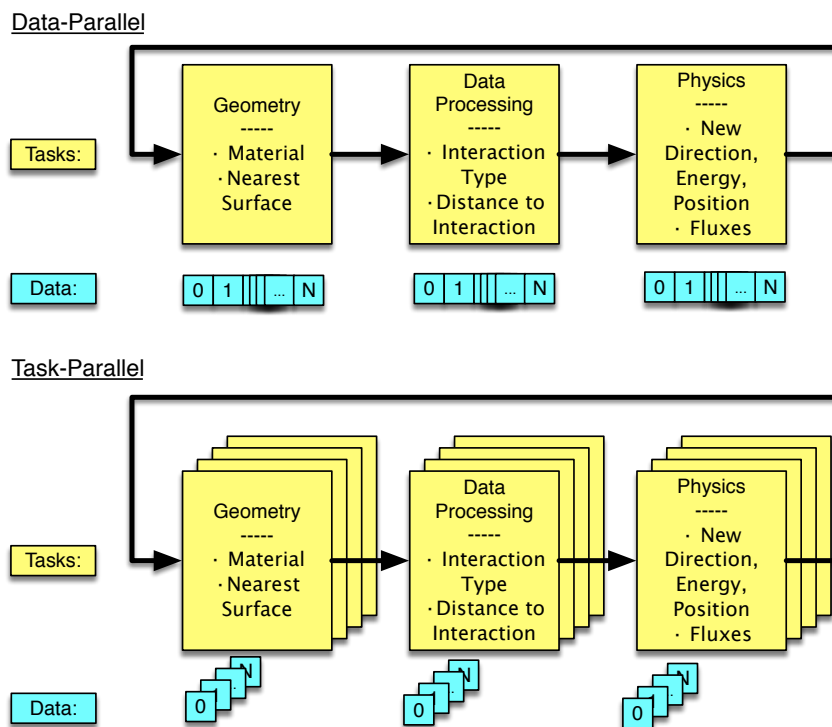 Data-Parallel
Tasks:
Geometry
-----
· Material
· Nearest
Surface
Data
Processing
-----
· Interaction
Type
· Distance to
Interaction
Physics
-----
· New
Direction,
Energy,
Position
· Fluxes
Data:
0 1 ... N
0 1 ... N
0 1 ... N
Task-Parallel
Tasks:
Geometry
-----
· Material
· Nearest
Surface
Data
Processing
-----
· Interaction
Type
· Distance to
Interaction
Physics
-----
· New
Direction,
Energy,
Position
· Fluxes
Data:
0 N
0 N
0 N